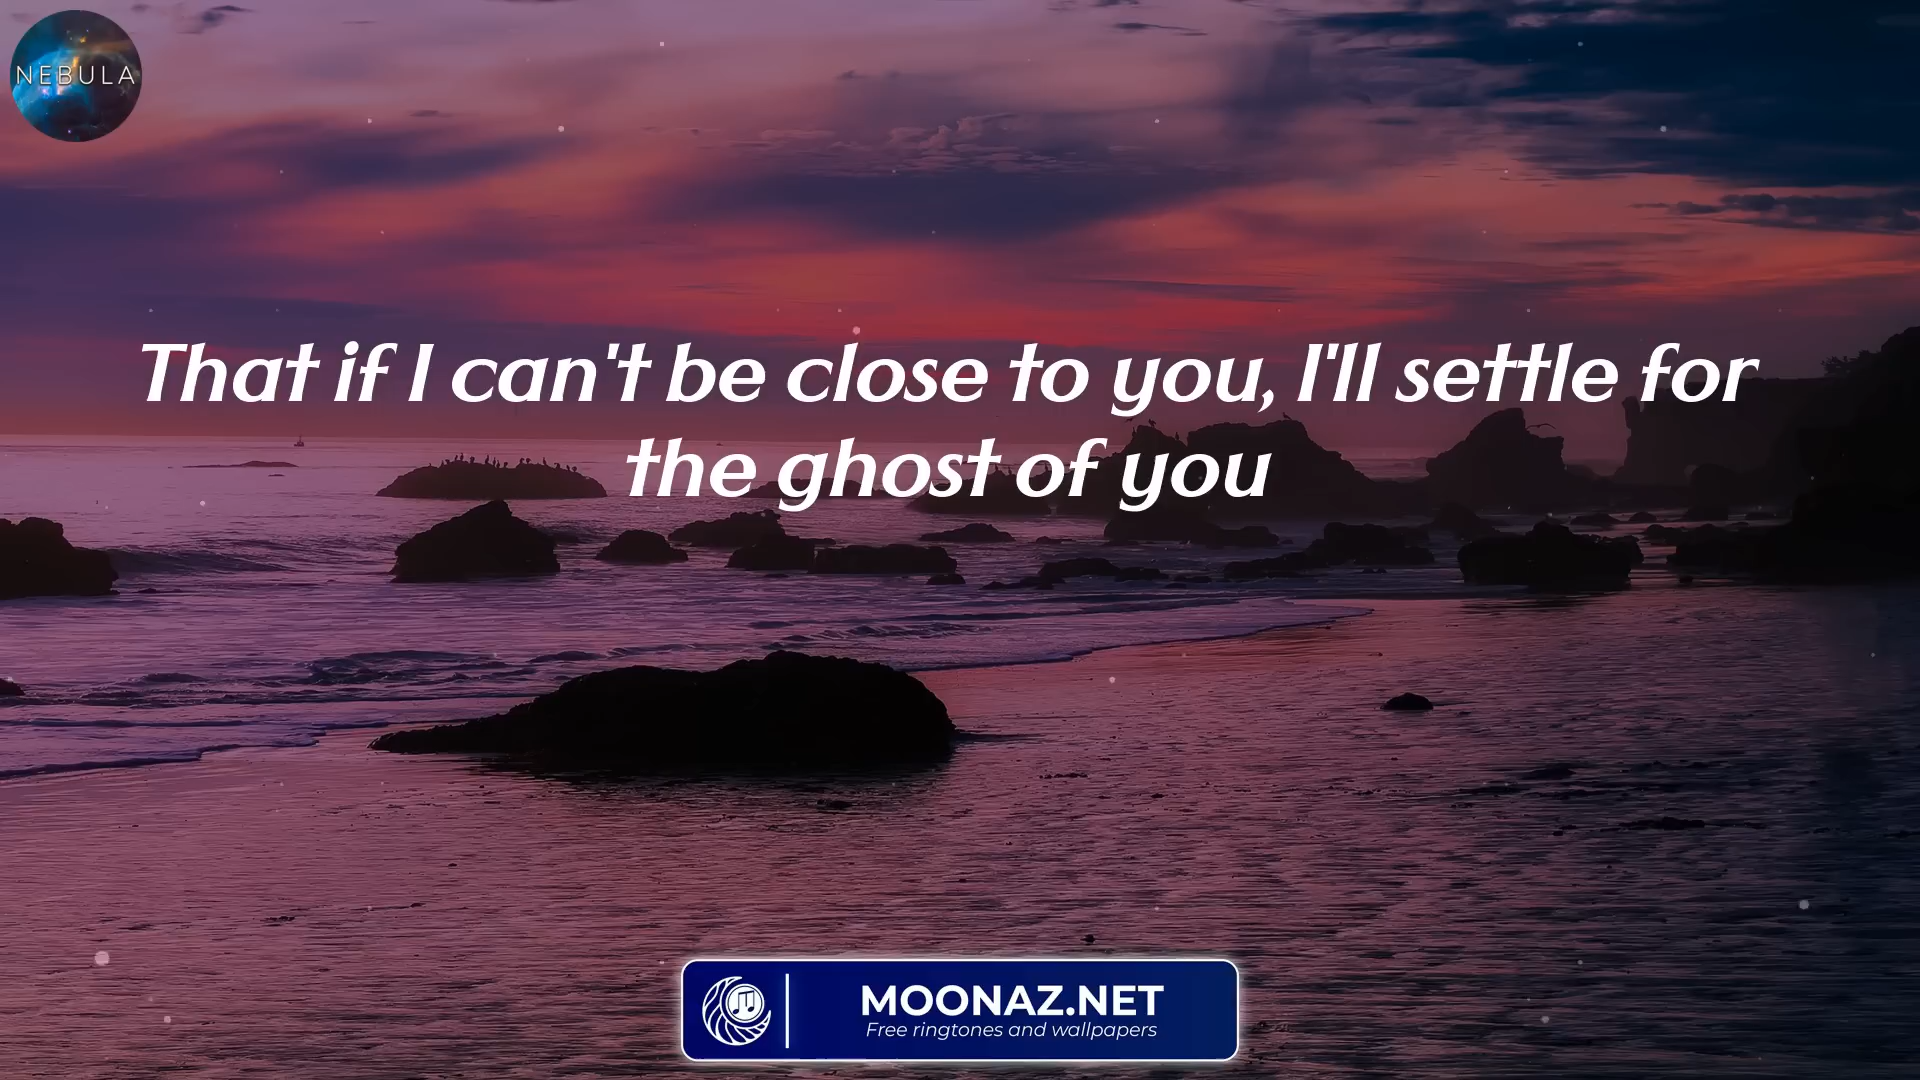 NEBULA
That if I can't be close to you, I'll settle for
the ghost of you
MOONAZ.NET
Free ringtones and wallpapers